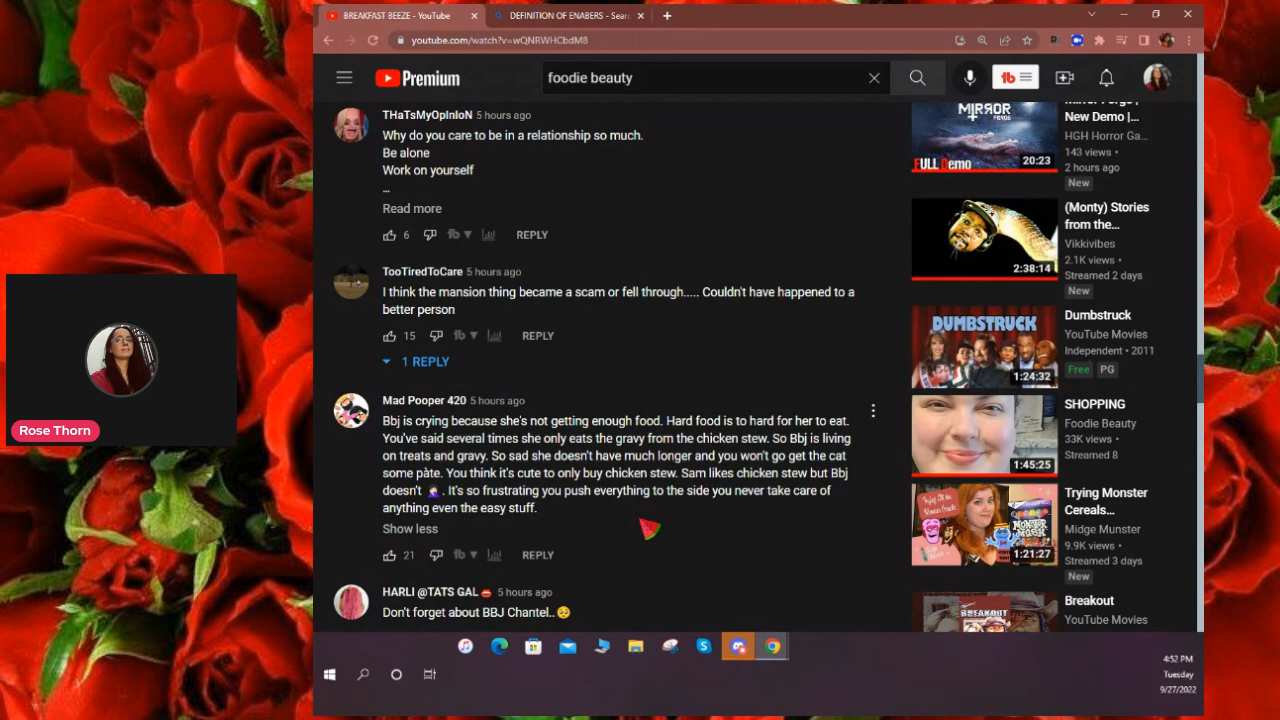 BREAKFAST BEEZE - YouTube
DEFINITION OF ENABERS - Sear
youtube.com/watch?v=wQNRWHCbdM8
Premium
foodie beauty
THaTsMyOpInIoN 5 hours ago
Why do you care to be in a relationship so much.
Be alone
Work on yourself
...
Read more
6
REPLY
TooTiredToCare 5 hours ago
I think the mansion thing became a scam or fell through..... Couldn't have happened to a
better person
15
REPLY
1 REPLY
Mad Pooper 420 5 hours ago
Bbj is crying because she's not getting enough food. Hard food is to hard for her to eat.
You've said several times she only eats the gravy from the chicken stew. So Bbj is living
on treats and gravy. So sad she doesn't have much longer and you won't go get the cat
some pàte. You think it's cute to only buy chicken stew. Sam likes chicken stew but Bbj
doesn't 🤦🏻‍♀️. It's so frustrating you push everything to the side you never take care of
anything even the easy stuff.
Show less
21
REPLY
HARLI @TATS GAL 5 hours ago
Don't forget about BBJ Chantel..🥺
MIRROR
FORGE
FULL Demo
20:23
New Demo |...
HGH Horror Ga...
143 views •
2 hours ago
New
2:38:14
(Monty) Stories
from the...
Vikkivibes
2.1K views •
Streamed 2 days
New
DUMBSTRUCK
1:24:32
Dumbstruck
YouTube Movies
Independent • 2011
Free PG
1:45:25
SHOPPING
Foodie Beauty
33K views •
Streamed 8
1:21:27
Trying Monster
Cereals...
Midge Munster
9.9K views •
Streamed 3 days
New
BREAKOUT
Breakout
YouTube Movies
Rose Thorn
4:52 PM
Tuesday
9/27/2022